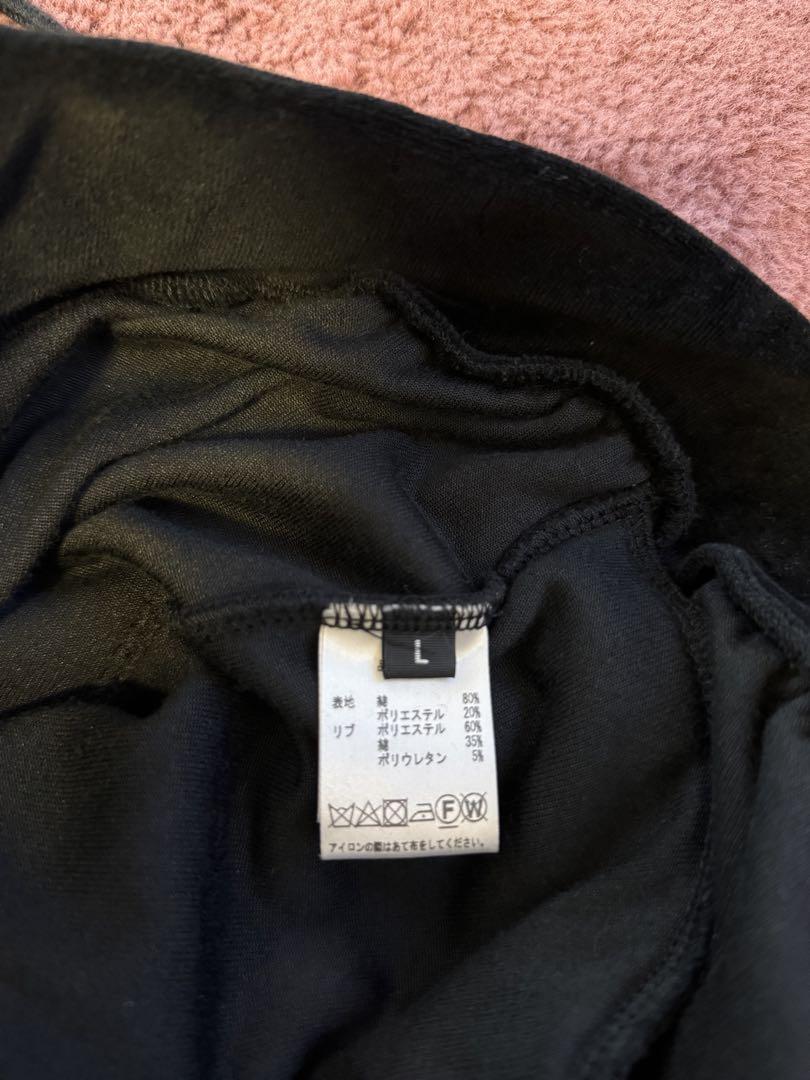 L
表地 綿 80%
ポリエステル 20%
リブ ポリエステル 60%
綿 35%
ポリウレタン 5%
F W
アイロンの際はあて布をしてください。